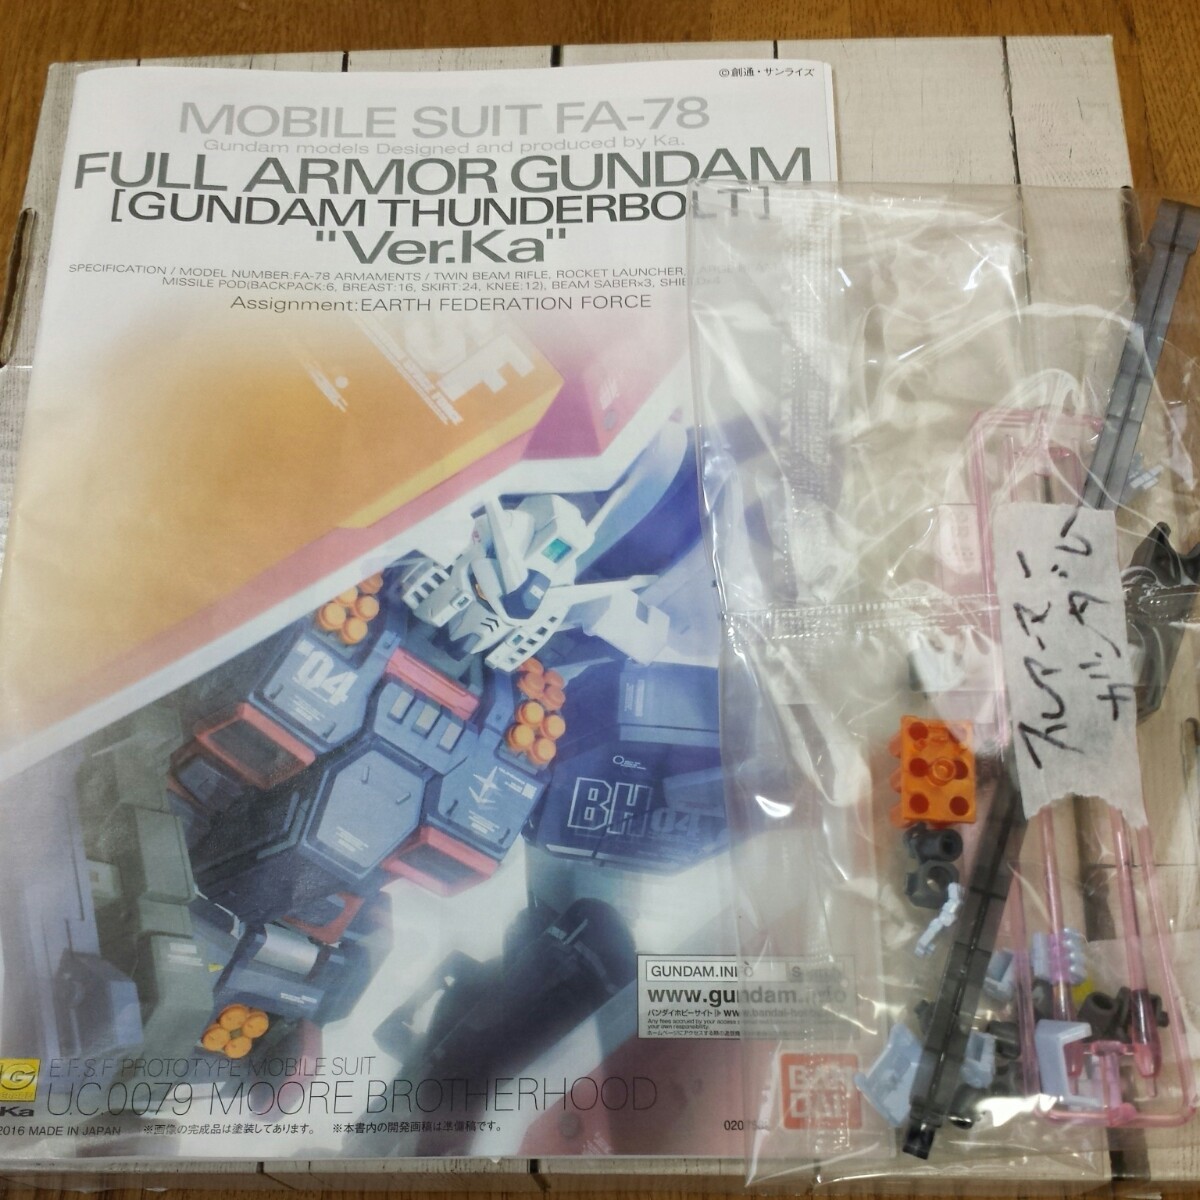 ©創通・サンライズ
MOBILE SUIT FA-78
Gundam models Designed and produced by Ka.
FULL ARMOR GUNDAM
[GUNDAM THUNDERBOLT]
"Ver.Ka"
SPECIFICATION / MODEL NUMBER:FA-78 ARMAMENTS / TWIN BEAM RIFLE, ROCKET LAUNCHER,
MISSILE POD(BACKPACK:6, BREAST:16, SKIRT:24, KNEE:12), BEAM SABER×3,
Assignment:EARTH FEDERATION FORCE
'04
BH 04
フルアーマー
ガンダム
GUNDAM.INFO
www.gundam.info
バンダイホビーサイト
E.F.S.F PROTOTYPE MOBILE SUIT
U.C.0079 MOORE BROTHERHOOD
Ka
2016 MADE IN JAPAN ※画像の完成品は塗装してあります。 ※本書内の開発画稿は準備稿です。